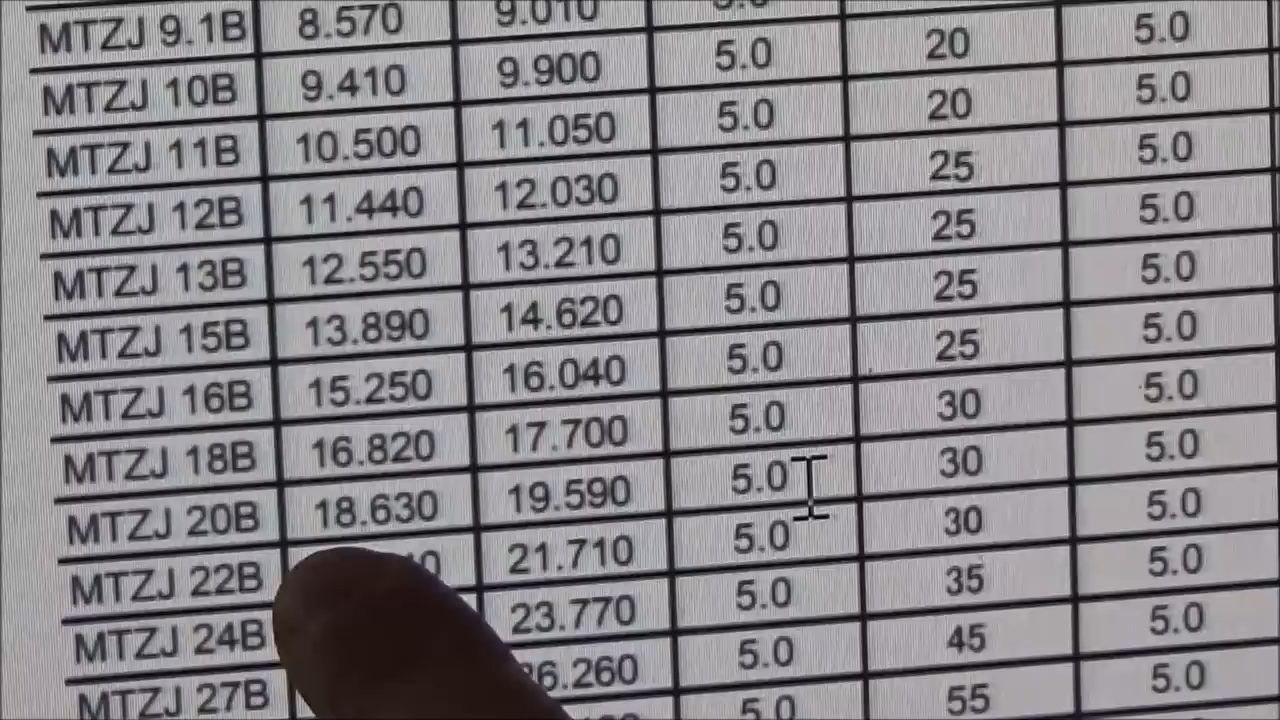 MTZJ 9.1B 8.570 9.010 5.0
MTZJ 10B 9.410 9.900 5.0 20 5.0
MTZJ 11B 10.500 11.050 5.0 20 5.0
MTZJ 12B 11.440 12.030 5.0 25 5.0
MTZJ 13B 12.550 13.210 5.0 25 5.0
MTZJ 15B 13.890 14.620 5.0 25 5.0
MTZJ 16B 15.250 16.040 5.0 25 5.0
MTZJ 18B 16.820 17.700 5.0 30 5.0
MTZJ 20B 18.630 19.590 5.0 30 5.0
MTZJ 22B 21.710 5.0 30 5.0
MTZJ 24B 23.770 5.0 35 5.0
MTZJ 27B 26.260 5.0 45 5.0
5.0 55 5.0